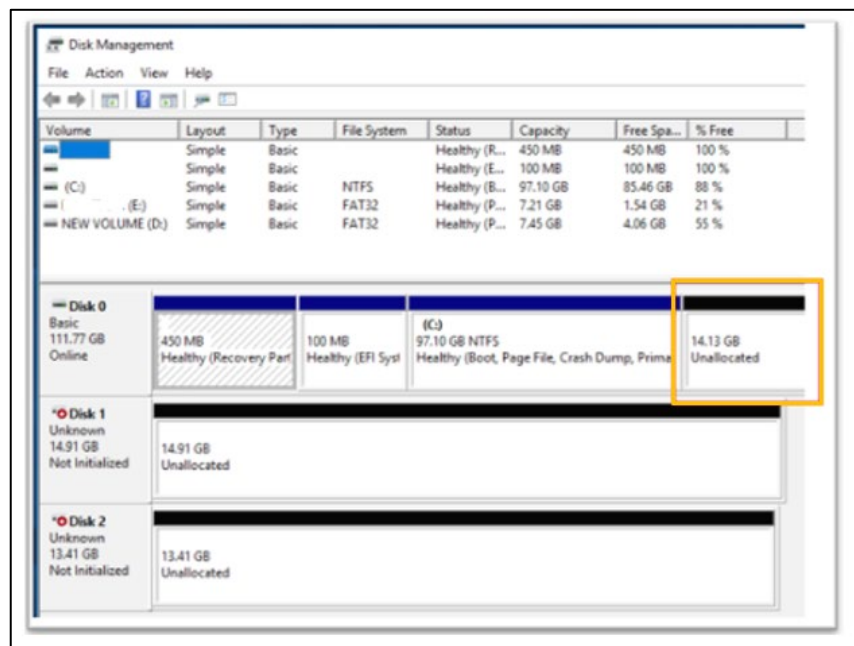 Disk Management
File Action View Help
Volume Layout Type File System Status Capacity Free Spa... % Free
Simple Basic Healthy (R... 450 MB 450 MB 100 %
Simple Basic Healthy (E... 100 MB 100 MB 100 %
(C:) Simple Basic NTFS Healthy (B... 97.10 GB 85.46 GB 88 %
(E:) Simple Basic FAT32 Healthy (P... 7.21 GB 1.54 GB 21 %
NEW VOLUME (D:) Simple Basic FAT32 Healthy (P... 7.45 GB 4.06 GB 55 %
Disk 0
Basic
111.77 GB
Online
450 MB
Healthy (Recovery Part
100 MB
Healthy (EFI Syst
(C:)
97.10 GB NTFS
Healthy (Boot, Page File, Crash Dump, Prima
14.13 GB
Unallocated
Disk 1
Unknown
14.91 GB
Not Initialized
14.91 GB
Unallocated
Disk 2
Unknown
13.41 GB
Not Initialized
13.41 GB
Unallocated